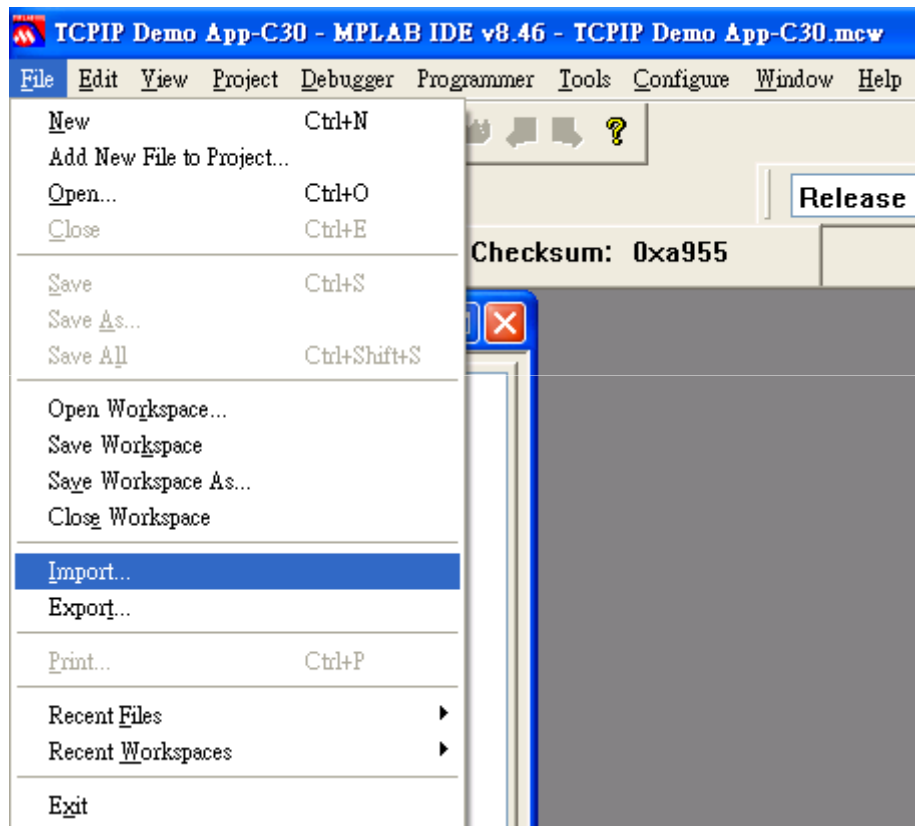 TCPIP Demo App-C30 - MPLAB IDE v8.46 - TCPIP Demo App-C30.mcw
File Edit View Project Debugger Programmer Tools Configure Window Help
New Ctrl+N
Add New File to Project...
Open... Ctrl+O
Release
Close Ctrl+E
Checksum: 0xa955
Save Ctrl+S
Save As...
Save All Ctrl+Shift+S
Open Workspace...
Save Workspace
Save Workspace As...
Close Workspace
Import...
Export...
Print... Ctrl+P
Recent Files
Recent Workspaces
Exit